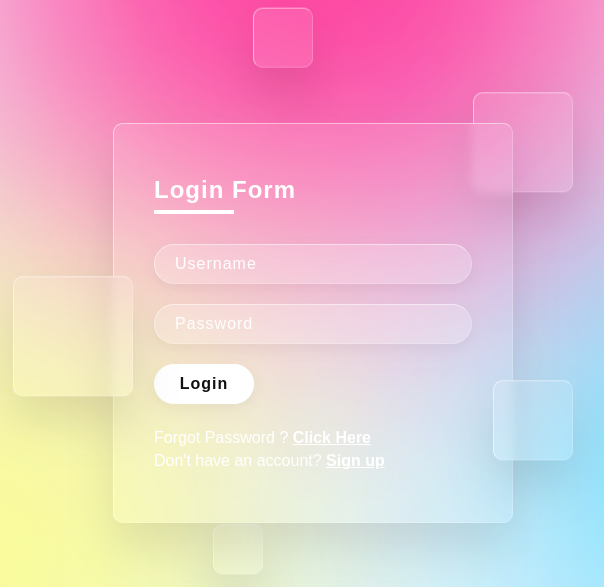 Login Form
Username
Password
Login
Forgot Password ? Click Here
Don't have an account? Sign up